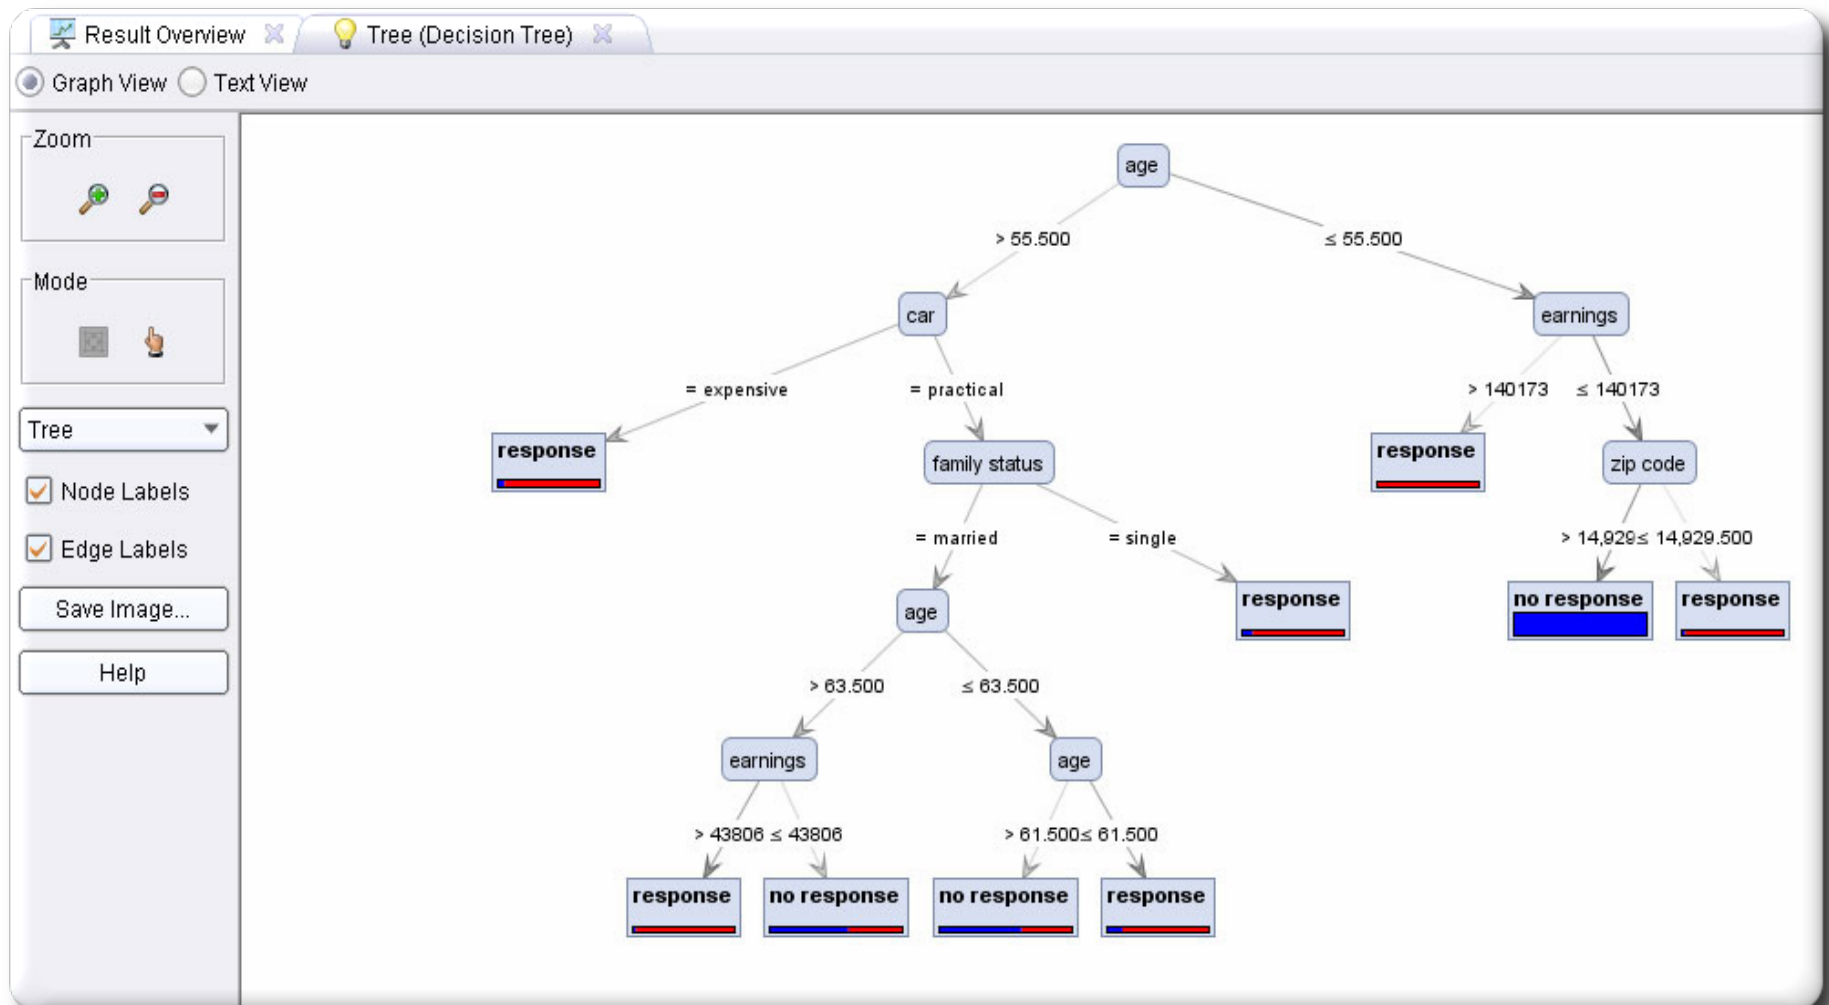 Result Overview
Tree (Decision Tree)
Graph View
Text View
Zoom
Mode
Tree
Node Labels
Edge Labels
Save Image...
Help
age
> 55.500
≤ 55.500
car
earnings
= expensive
= practical
> 140173
≤ 140173
response
family status
response
zip code
= married
= single
> 14,929
≤ 14,929.500
age
response
no response
response
> 63.500
≤ 63.500
earnings
age
> 43806
≤ 43806
> 61.500
≤ 61.500
response
no response
no response
response